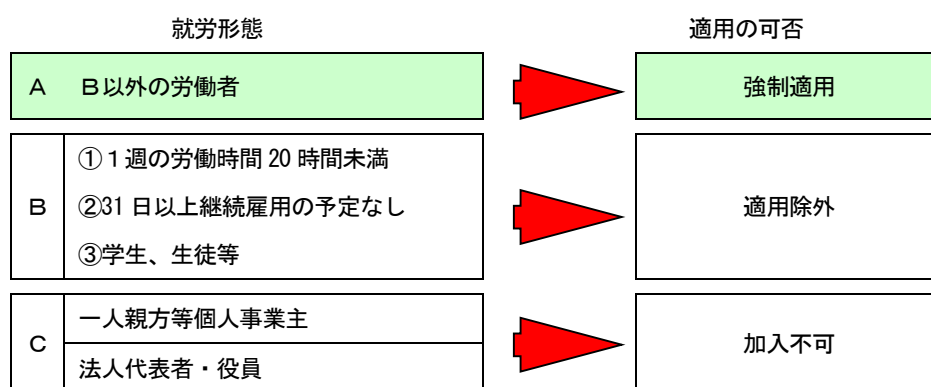 就労形態 適用の可否
A B以外の労働者 強制適用
B
①1週の労働時間 20 時間未満
②31 日以上継続雇用の予定なし
③学生、生徒等
適用除外
C
一人親方等個人事業主
法人代表者・役員
加入不可